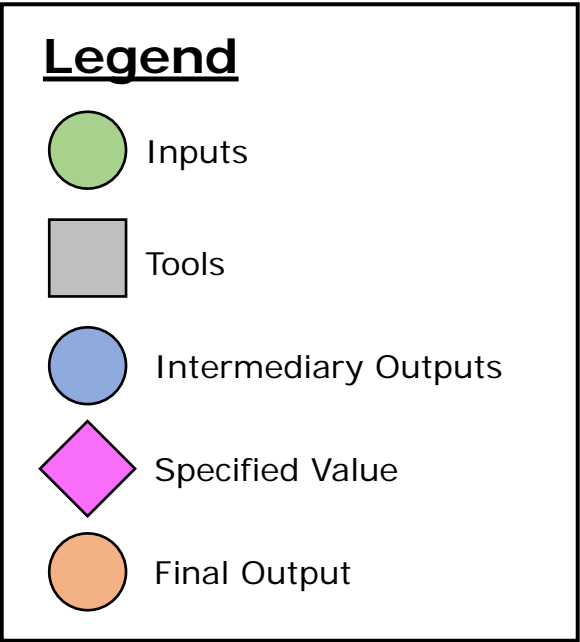 Legend
Inputs
Tools
Intermediary Outputs
Specified Value
Final Output